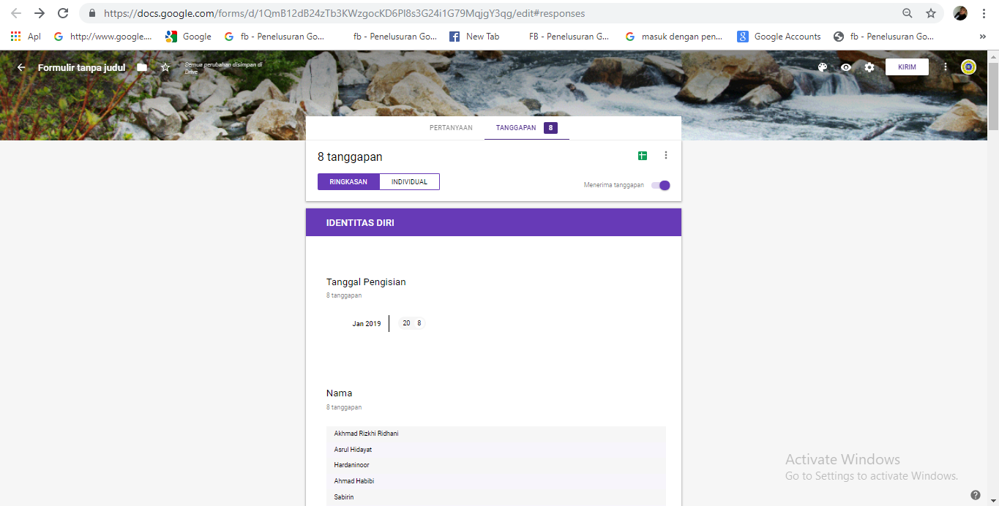 https://docs.google.com/forms/d/1QmB12dB24zTb3KWzgocKD6Pl8s3G24i1G79MqjgY3qg/edit#responses
Apl http://www.google.... Google fb - Penelusuran Go... fb - Penelusuran Go... New Tab FB - Penelusuran G... masuk dengan pen... Google Accounts fb - Penelusuran Go... »
Formulir tanpa judul
Semua perubahan disimpan di
Drive
KIRIM
PERTANYAAN TANGGAPAN 8
8 tanggapan
RINGKASAN INDIVIDUAL
Menerima tanggapan
IDENTITAS DIRI
Tanggal Pengisian
8 tanggapan
Jan 2019 20 8
Nama
8 tanggapan
Akhmad Rizkhi Ridhani
Asrul Hidayat
Hardaninoor
Ahmad Habibi
Sabirin
Activate Windows
Go to Settings to activate Windows.